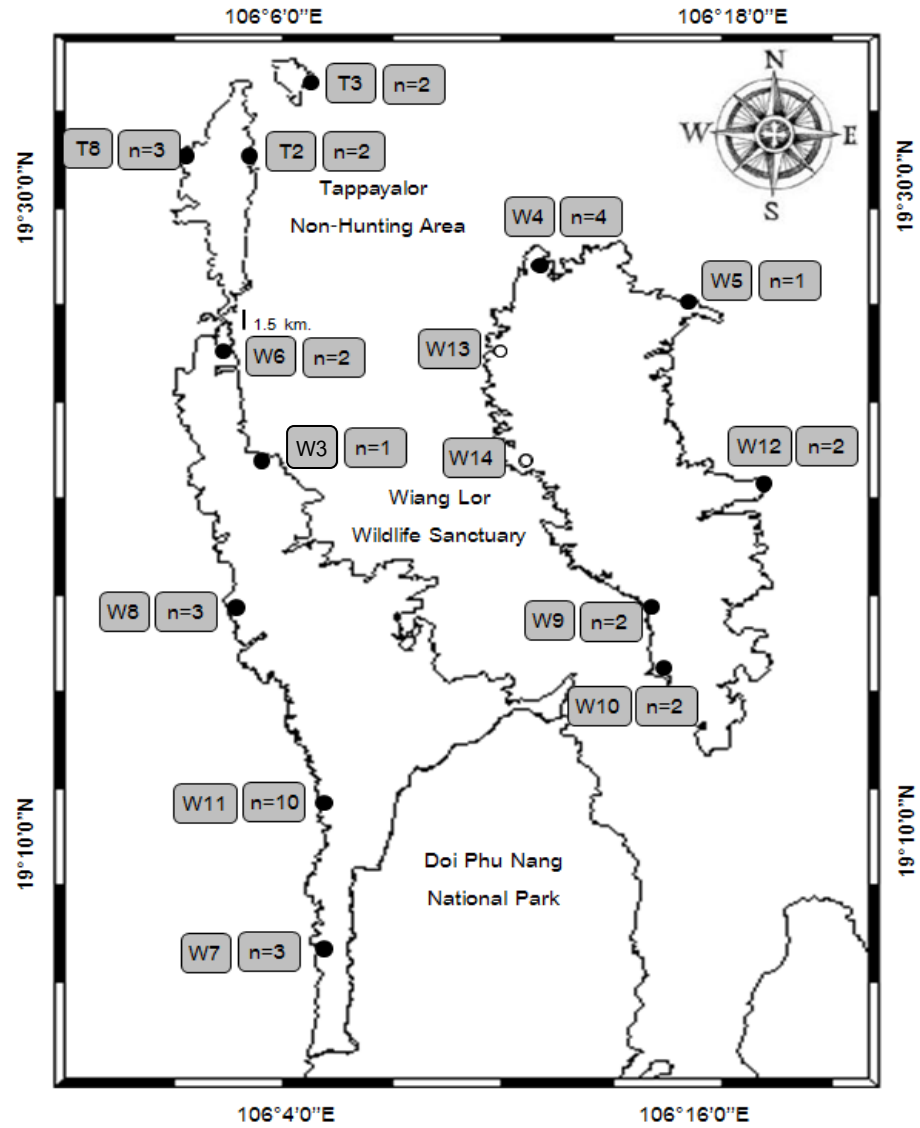 106°6'0"E 106°18'0"E
T3 n=2
N
W E
S
T8 n=3 T2 n=2
Tappayalor
Non-Hunting Area
19°30'0"N
19°30'0"N
W4 n=4
W5 n=1
1.5 km.
W6 n=2
W13
W3 n=1
W14
W12 n=2
Wiang Lor
Wildlife Sanctuary
W8 n=3
W9 n=2
W10 n=2
W11 n=10
19°10'0"N
19°10'0"N
Doi Phu Nang
National Park
W7 n=3
106°4'0"E 106°16'0"E